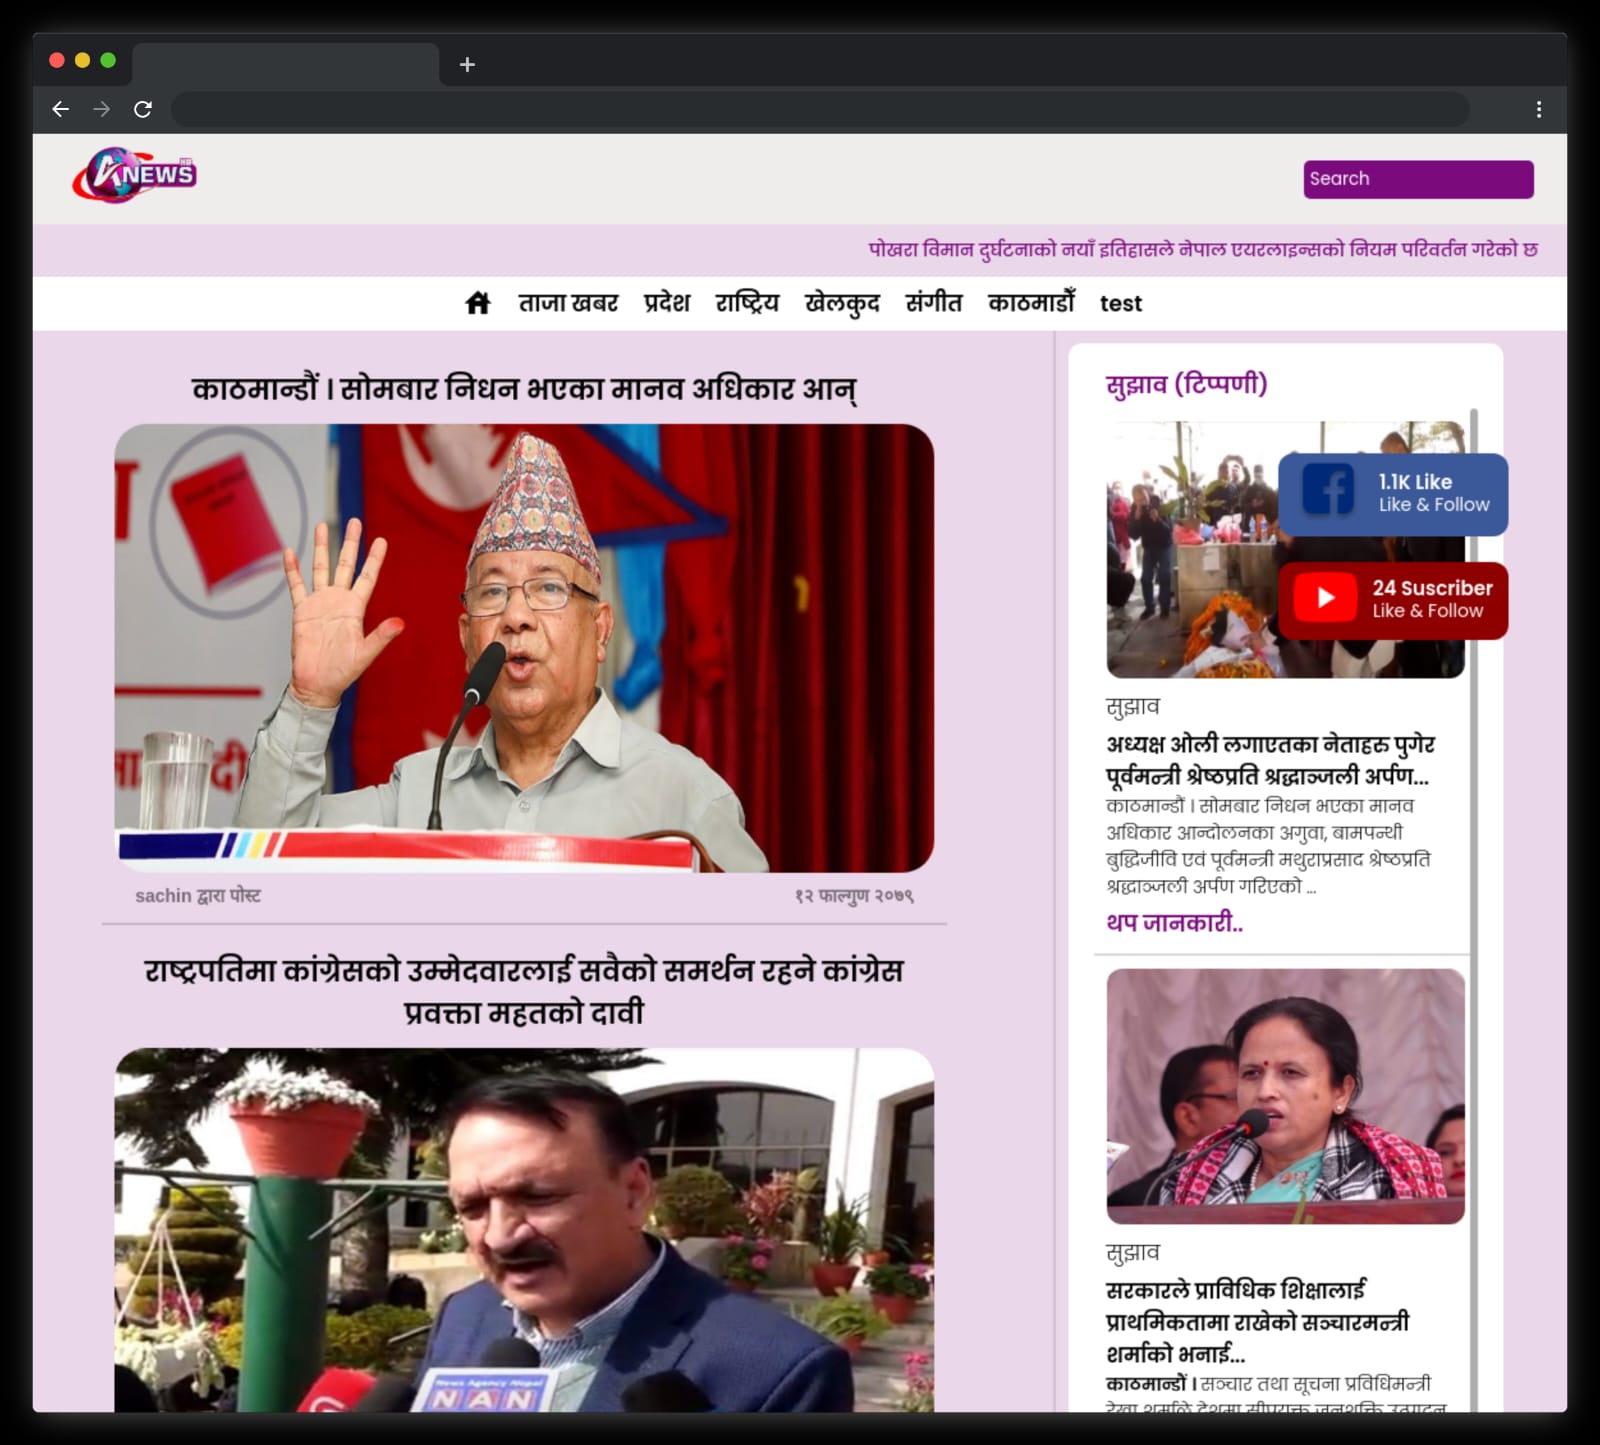 ANEWS
HD
Search
पोखरा विमान दुर्घटनाको नयाँ इतिहासले नेपाल एयरलाइन्सको नियम परिवर्तन गरेको छ
ताजा खबर प्रदेश राष्ट्रिय खेलकुद संगीत काठमाडौँ test
काठमान्डौं । सोमबार निधन भएका मानव अधिकार आन्
sachin द्वारा पोस्ट
१२ फाल्गुण २०७९
राष्ट्रपतिमा कांग्रेसको उम्मेदवारलाई सवैको समर्थन रहने कांग्रेस
प्रवक्ता महतको दावी
News Agency Nepal
NAN
सुझाव (टिप्पणी)
1.1K Like
Like & Follow
24 Suscriber
Like & Follow
सुझाव
अध्यक्ष ओली लगाएतका नेताहरु पुगेर
पूर्वमन्त्री श्रेष्ठप्रति श्रद्धाञ्जली अर्पण...
काठमान्डौं । सोमबार निधन भएका मानव
अधिकार आन्दोलनका अगुवा, बामपन्थी
बुद्धिजीवि एवं पूर्वमन्त्री मथुराप्रसाद श्रेष्ठप्रति
श्रद्धाञ्जली अर्पण गरिएको ...
थप जानकारी..
सुझाव
सरकारले प्राविधिक शिक्षालाई
प्राथमिकतामा राखेको सञ्चारमन्त्री
शर्माको भनाई...
काठमान्डौं । सञ्चार तथा सूचना प्रविधिमन्त्री